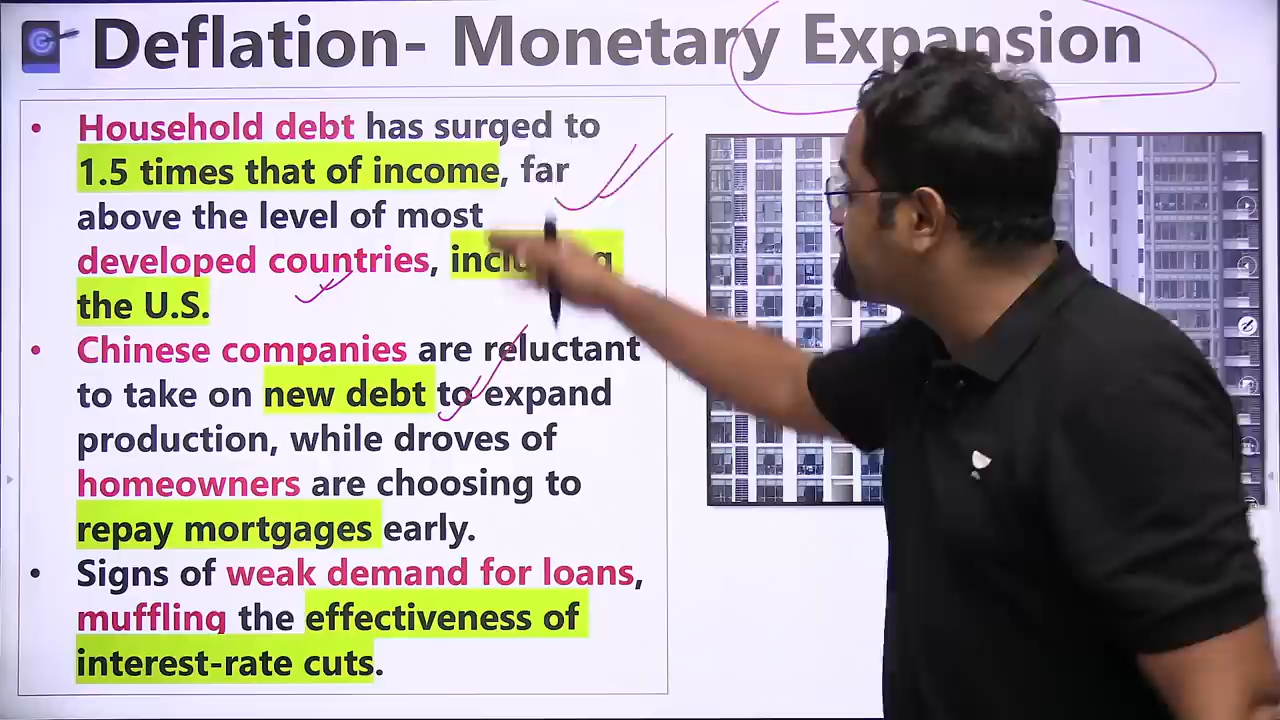 Deflation- Monetary Expansion
• Household debt has surged to
1.5 times that of income, far
above the level of most
developed countries, including
the U.S.
• Chinese companies are reluctant
to take on new debt to expand
production, while droves of
homeowners are choosing to
repay mortgages early.
• Signs of weak demand for loans,
muffling the effectiveness of
interest-rate cuts.